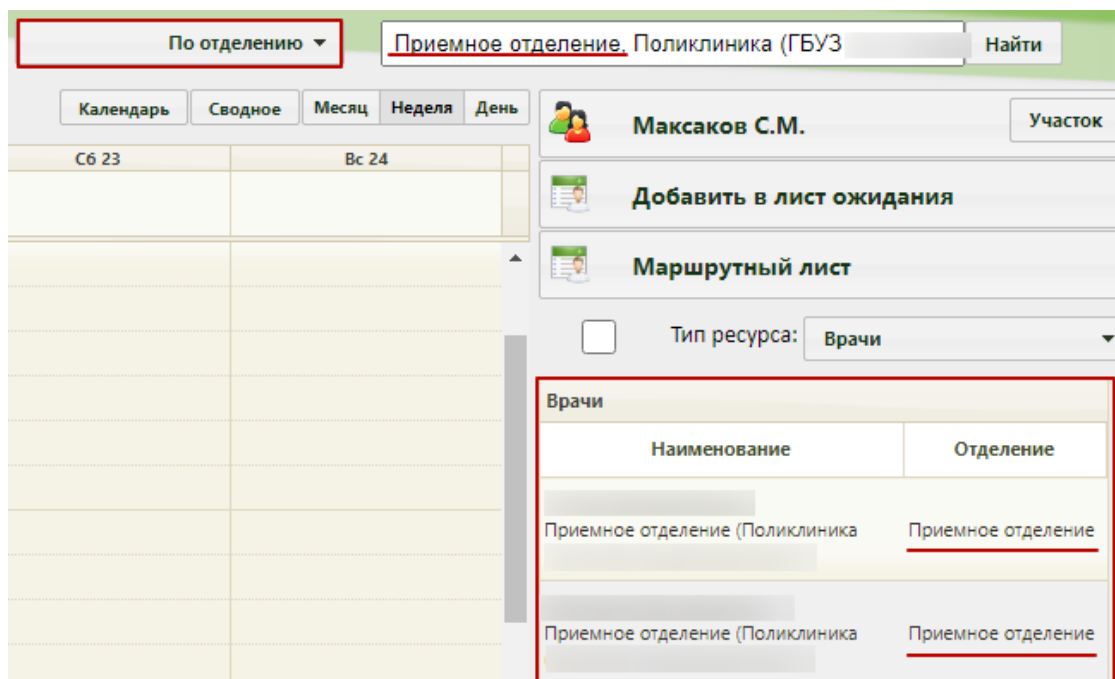 По отделению
Приемное отделение, Поликлиника (ГБУЗ
Найти
Календарь Сводное Месяц Неделя День
Сб 23 Вс 24
Максаков С.М.
Участок
Добавить в лист ожидания
Маршрутный лист
Тип ресурса: Врачи
Врачи
Наименование Отделение
Приемное отделение (Поликлиника Приемное отделение
Приемное отделение (Поликлиника Приемное отделение